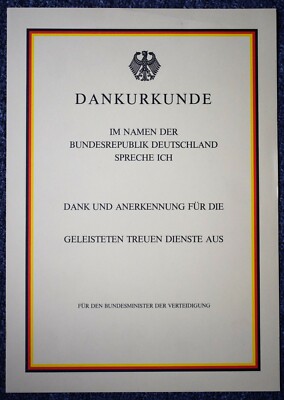 DANKURKUNDE
IM NAMEN DER
BUNDESREPUBLIK DEUTSCHLAND
SPRECHE ICH
DANK UND ANERKENNUNG FÜR DIE
GELEISTETEN TREUEN DIENSTE AUS
FÜR DEN BUNDESMINISTER DER VERTEIDIGUNG